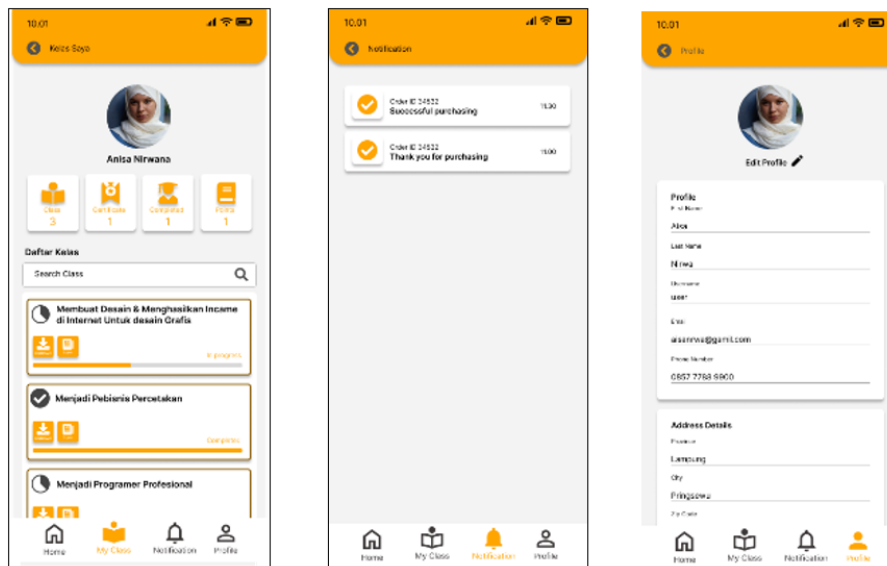 10.01
Kelas Saya
Anisa Nirwana
Class
3
Certificate
1
Completed
1
Points
1
Daftar Kelas
Search Class
Membuat Desain & Menghasilkan Incame
di Internet Untuk desain Grafis
In progress
Menjadi Pebisnis Percetakan
Completed
Menjadi Programer Profesional
Home
My Class
Notification
Profile
10.01
Notification
Order ID 34522
Successful purchasing
11.30
Order ID 34522
Thank you for purchasing
11.00
Home
My Class
Notification
Profile
10.01
Profile
Edit Profile
Profile
First Name
Last Name
Nirwa
Username
user
Email
aisanrwa@gamil.com
Phone Number
0857 7788 9900
Address Details
Province
Lampung
City
Pringsewu
Zip Code
Home
My Class
Notification
Profile